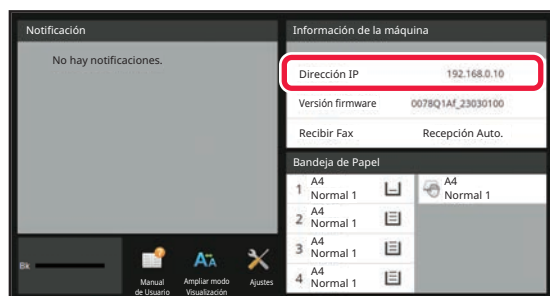 Notificación
No hay notificaciones.
Información de la máquina
Dirección IP 192.168.0.10
Versión firmware 0078Q1Af_23030100
Recibir Fax Recepción Auto.
Bandeja de Papel
1 A4
Normal 1
A4
Normal 1
2 A4
Normal 1
3 A4
Normal 1
4 A4
Normal 1
Bk
Manual
de Usuario
Ampliar modo
Visualización
Ajustes